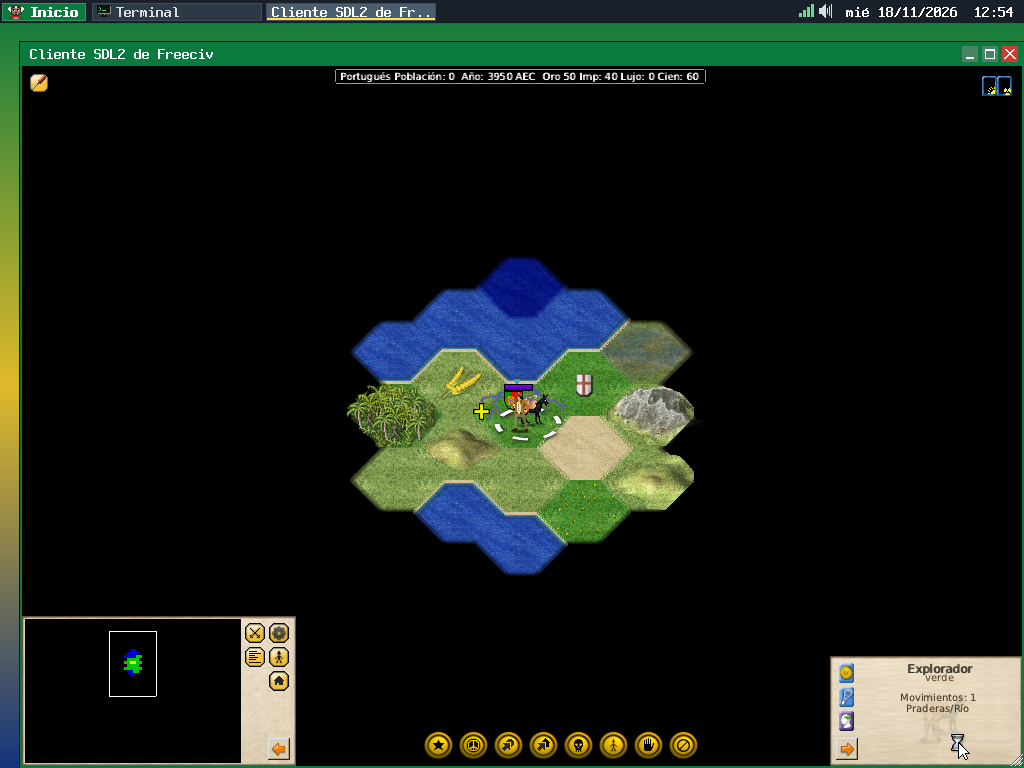 Inicio
Terminal
Cliente SDL2 de Fr..
mié 18/11/2026 12:54
Cliente SDL2 de Freeciv
Portugués Población: 0 Año: 3950 AEC Oro 50 Imp: 40 Lujo: 0 Cien: 60
Explorador
verde
Movimientos: 1
Praderas/Río